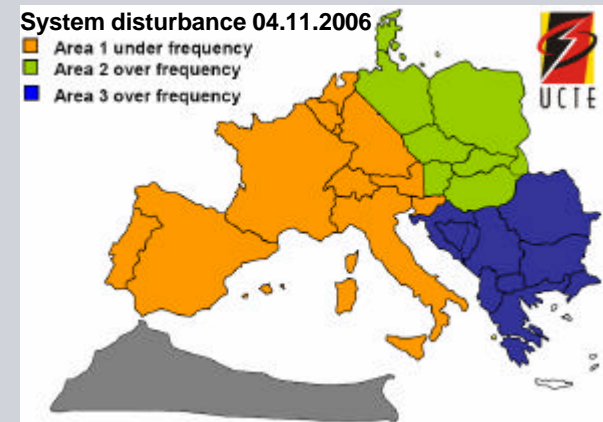 System disturbance 04.11.2006
Area 1 under frequency
Area 2 over frequency
Area 3 over frequency
UCTE